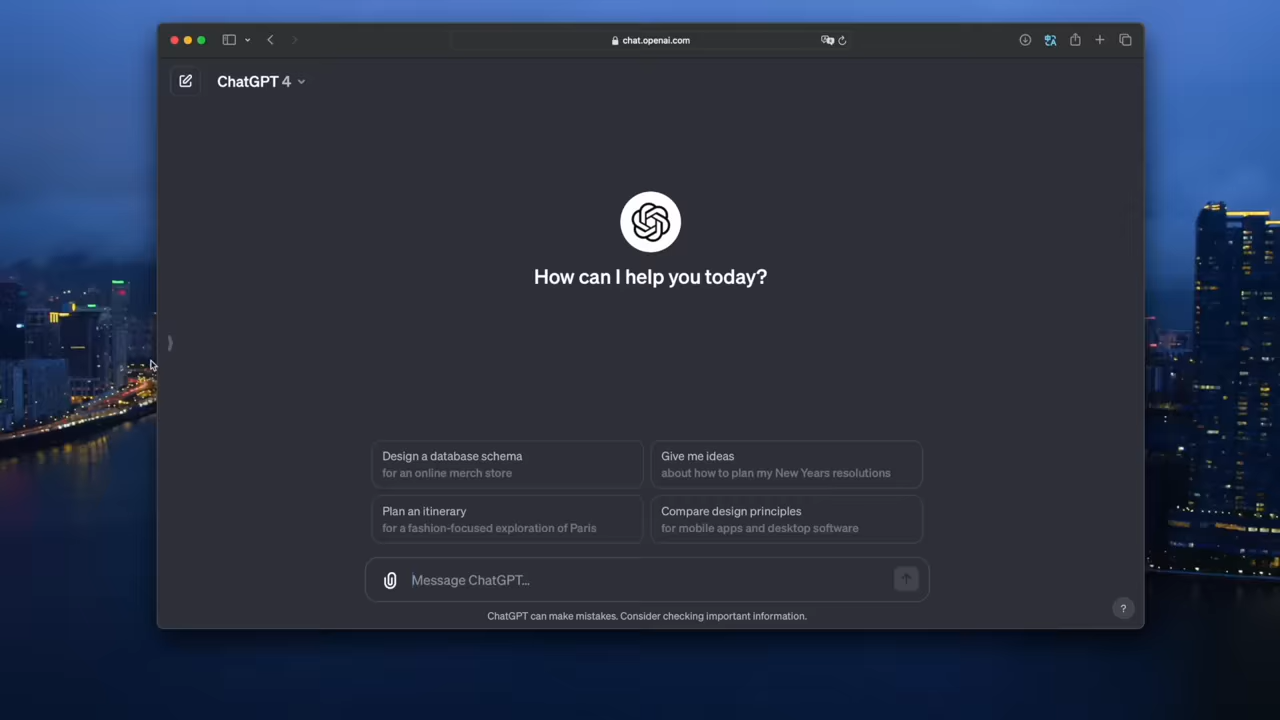 chat.openai.com
ChatGPT 4
How can I help you today?
Design a database schema
for an online merch store
Give me ideas
about how to plan my New Years resolutions
Plan an itinerary
for a fashion-focused exploration of Paris
Compare design principles
for mobile apps and desktop software
Message ChatGPT…
ChatGPT can make mistakes. Consider checking important information.
?